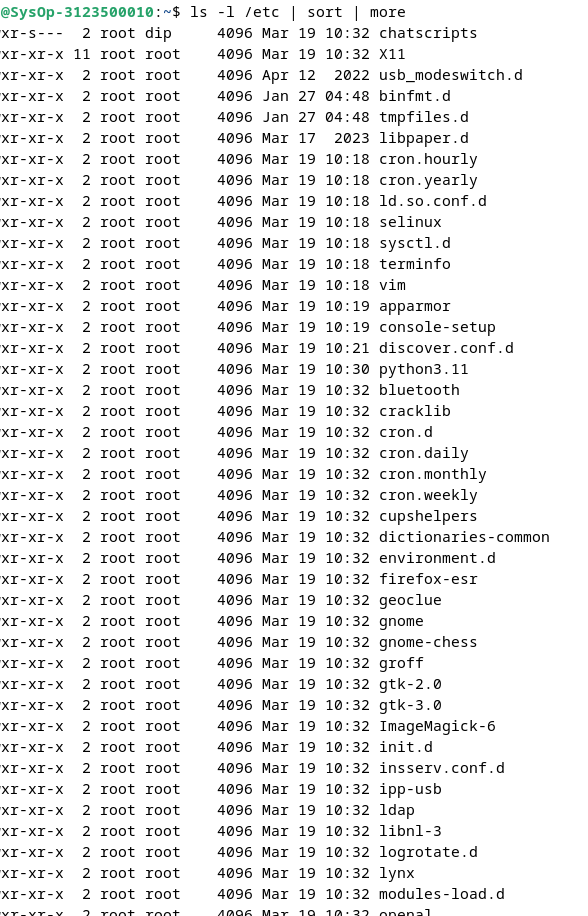 @SysOp-3123500010:~$ ls -l /etc | sort | more
xr-s---  2 root dip     4096 Mar 19 10:32 chatscripts
xr-xr-x 11 root root    4096 Mar 19 10:32 X11
xr-xr-x  2 root root    4096 Apr 12  2022 usb_modeswitch.d
xr-xr-x  2 root root    4096 Jan 27 04:48 binfmt.d
xr-xr-x  2 root root    4096 Jan 27 04:48 tmpfiles.d
xr-xr-x  2 root root    4096 Mar 17  2023 libpaper.d
xr-xr-x  2 root root    4096 Mar 19 10:18 cron.hourly
xr-xr-x  2 root root    4096 Mar 19 10:18 cron.yearly
xr-xr-x  2 root root    4096 Mar 19 10:18 ld.so.conf.d
xr-xr-x  2 root root    4096 Mar 19 10:18 selinux
xr-xr-x  2 root root    4096 Mar 19 10:18 sysctl.d
xr-xr-x  2 root root    4096 Mar 19 10:18 terminfo
xr-xr-x  2 root root    4096 Mar 19 10:18 vim
xr-xr-x  2 root root    4096 Mar 19 10:19 apparmor
xr-xr-x  2 root root    4096 Mar 19 10:19 console-setup
xr-xr-x  2 root root    4096 Mar 19 10:21 discover.conf.d
xr-xr-x  2 root root    4096 Mar 19 10:30 python3.11
xr-xr-x  2 root root    4096 Mar 19 10:32 bluetooth
xr-xr-x  2 root root    4096 Mar 19 10:32 cracklib
xr-xr-x  2 root root    4096 Mar 19 10:32 cron.d
xr-xr-x  2 root root    4096 Mar 19 10:32 cron.daily
xr-xr-x  2 root root    4096 Mar 19 10:32 cron.monthly
xr-xr-x  2 root root    4096 Mar 19 10:32 cron.weekly
xr-xr-x  2 root root    4096 Mar 19 10:32 cupshelpers
xr-xr-x  2 root root    4096 Mar 19 10:32 dictionaries-common
xr-xr-x  2 root root    4096 Mar 19 10:32 environment.d
xr-xr-x  2 root root    4096 Mar 19 10:32 firefox-esr
xr-xr-x  2 root root    4096 Mar 19 10:32 geoclue
xr-xr-x  2 root root    4096 Mar 19 10:32 gnome
xr-xr-x  2 root root    4096 Mar 19 10:32 gnome-chess
xr-xr-x  2 root root    4096 Mar 19 10:32 groff
xr-xr-x  2 root root    4096 Mar 19 10:32 gtk-2.0
xr-xr-x  2 root root    4096 Mar 19 10:32 gtk-3.0
xr-xr-x  2 root root    4096 Mar 19 10:32 ImageMagick-6
xr-xr-x  2 root root    4096 Mar 19 10:32 init.d
xr-xr-x  2 root root    4096 Mar 19 10:32 insserv.conf.d
xr-xr-x  2 root root    4096 Mar 19 10:32 ipp-usb
xr-xr-x  2 root root    4096 Mar 19 10:32 ldap
xr-xr-x  2 root root    4096 Mar 19 10:32 libnl-3
xr-xr-x  2 root root    4096 Mar 19 10:32 logrotate.d
xr-xr-x  2 root root    4096 Mar 19 10:32 lynx
xr-xr-x  2 root root    4096 Mar 19 10:32 modules-load.d
xr-xr-x  2 root root    4096 Mar 19 10:32 openal